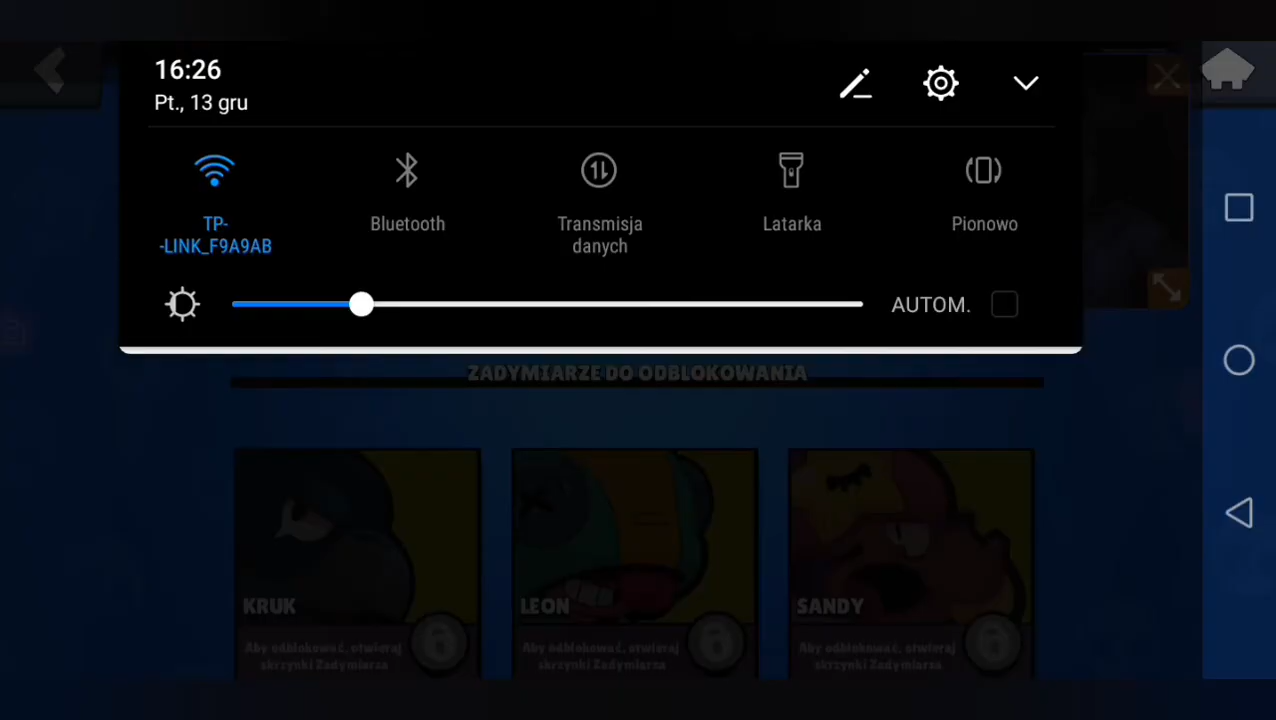 16:26
Pt., 13 gru
TP-
-LINK_F9A9AB
Bluetooth
Transmisja
danych
Latarka
Pionowo
AUTOM.
ZADYMIARZE DO ODBLOKOWANIA
KRUK
LEON
SANDY
Aby odblokować, otwieraj
skrzynki Zadymiarza
Aby odblokować, otwieraj
skrzynki Zadymiarza
Aby odblokować, otwieraj
skrzynki Zadymiarza